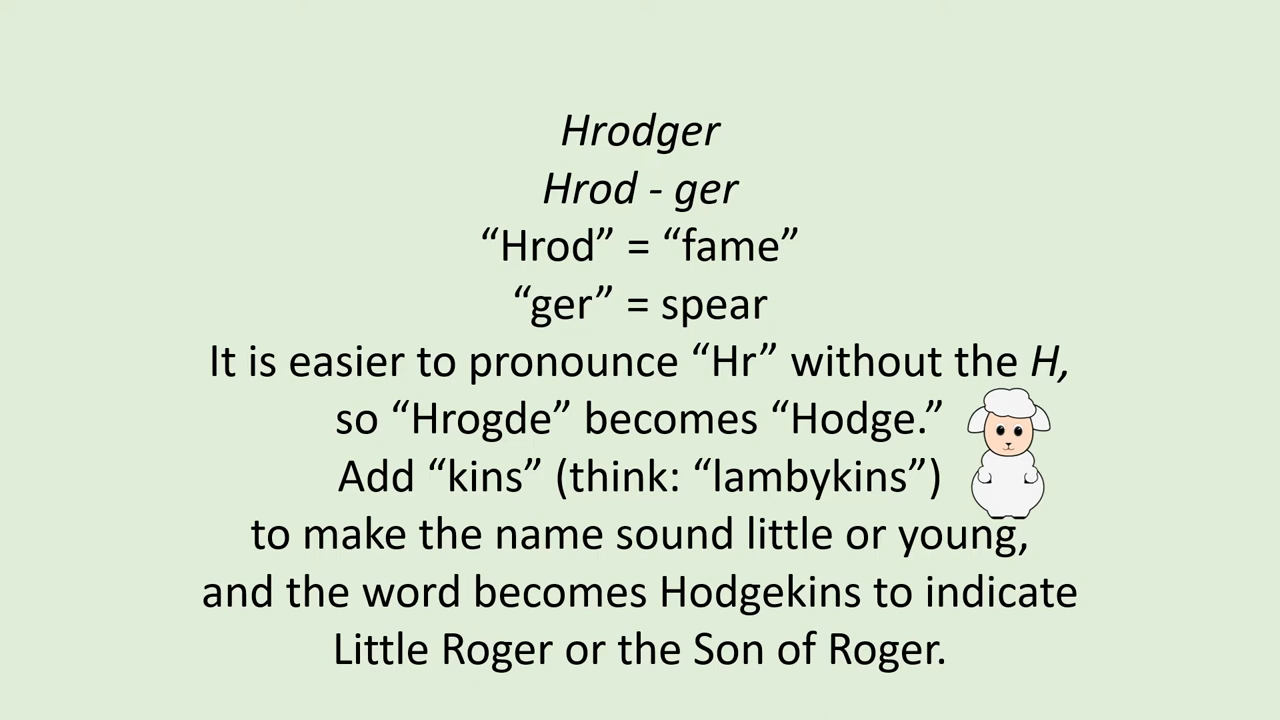 Hrodger
Hrod - ger
“Hrod” = “fame”
“ger” = spear
It is easier to pronounce “Hr” without the H,
so “Hrogde” becomes “Hodge.”
Add “kins” (think: “lambykins”)
to make the name sound little or young,
and the word becomes Hodgekins to indicate
Little Roger or the Son of Roger.